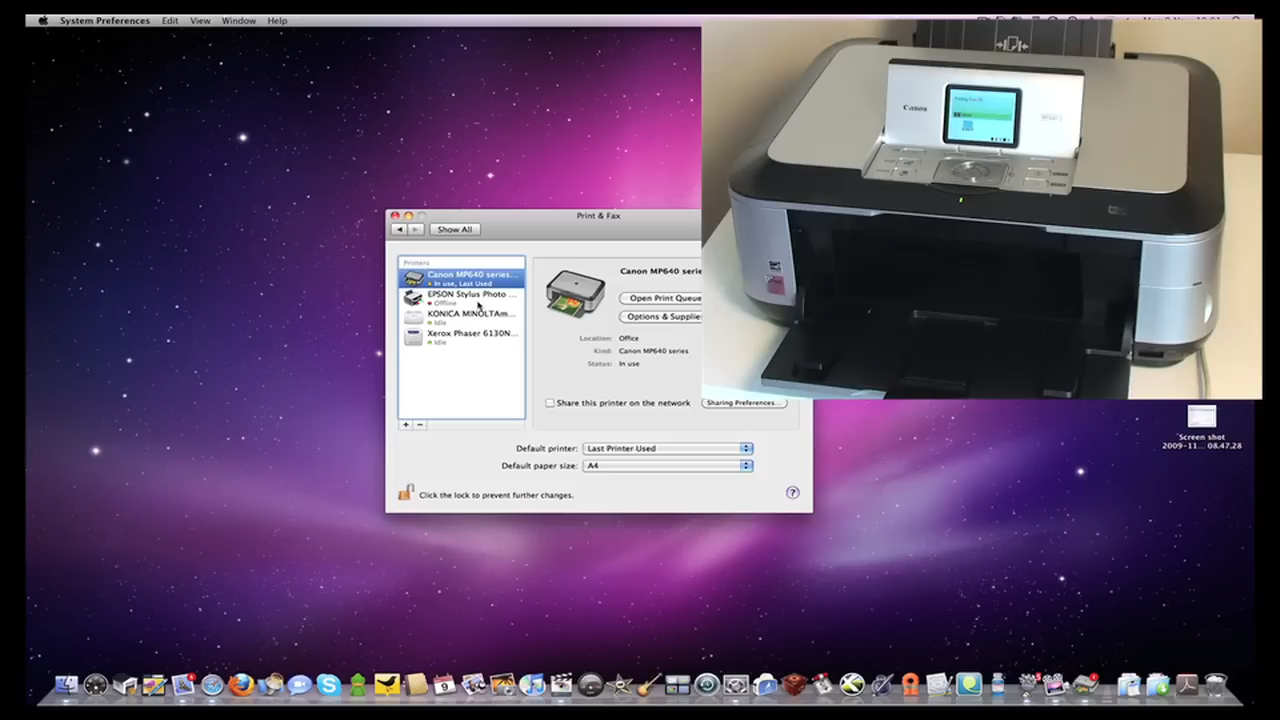 System Preferences Edit View Window Help
Canon
Print & Fax
Show All
Printers
Canon MP640 series...
In use, Last Used
EPSON Stylus Photo ...
Offline
KONICA MINOLTAm...
Idle
Xerox Phaser 6130N...
Idle
Canon MP640 serie
Open Print Queue
Options & Supplie
Location: Office
Kind: Canon MP640 series
Status: In use
Share this printer on the network
Sharing Preferences...
Default printer: Last Printer Used
Default paper size: A4
Click the lock to prevent further changes.
?
Screen shot
2009-11... 08.47.28